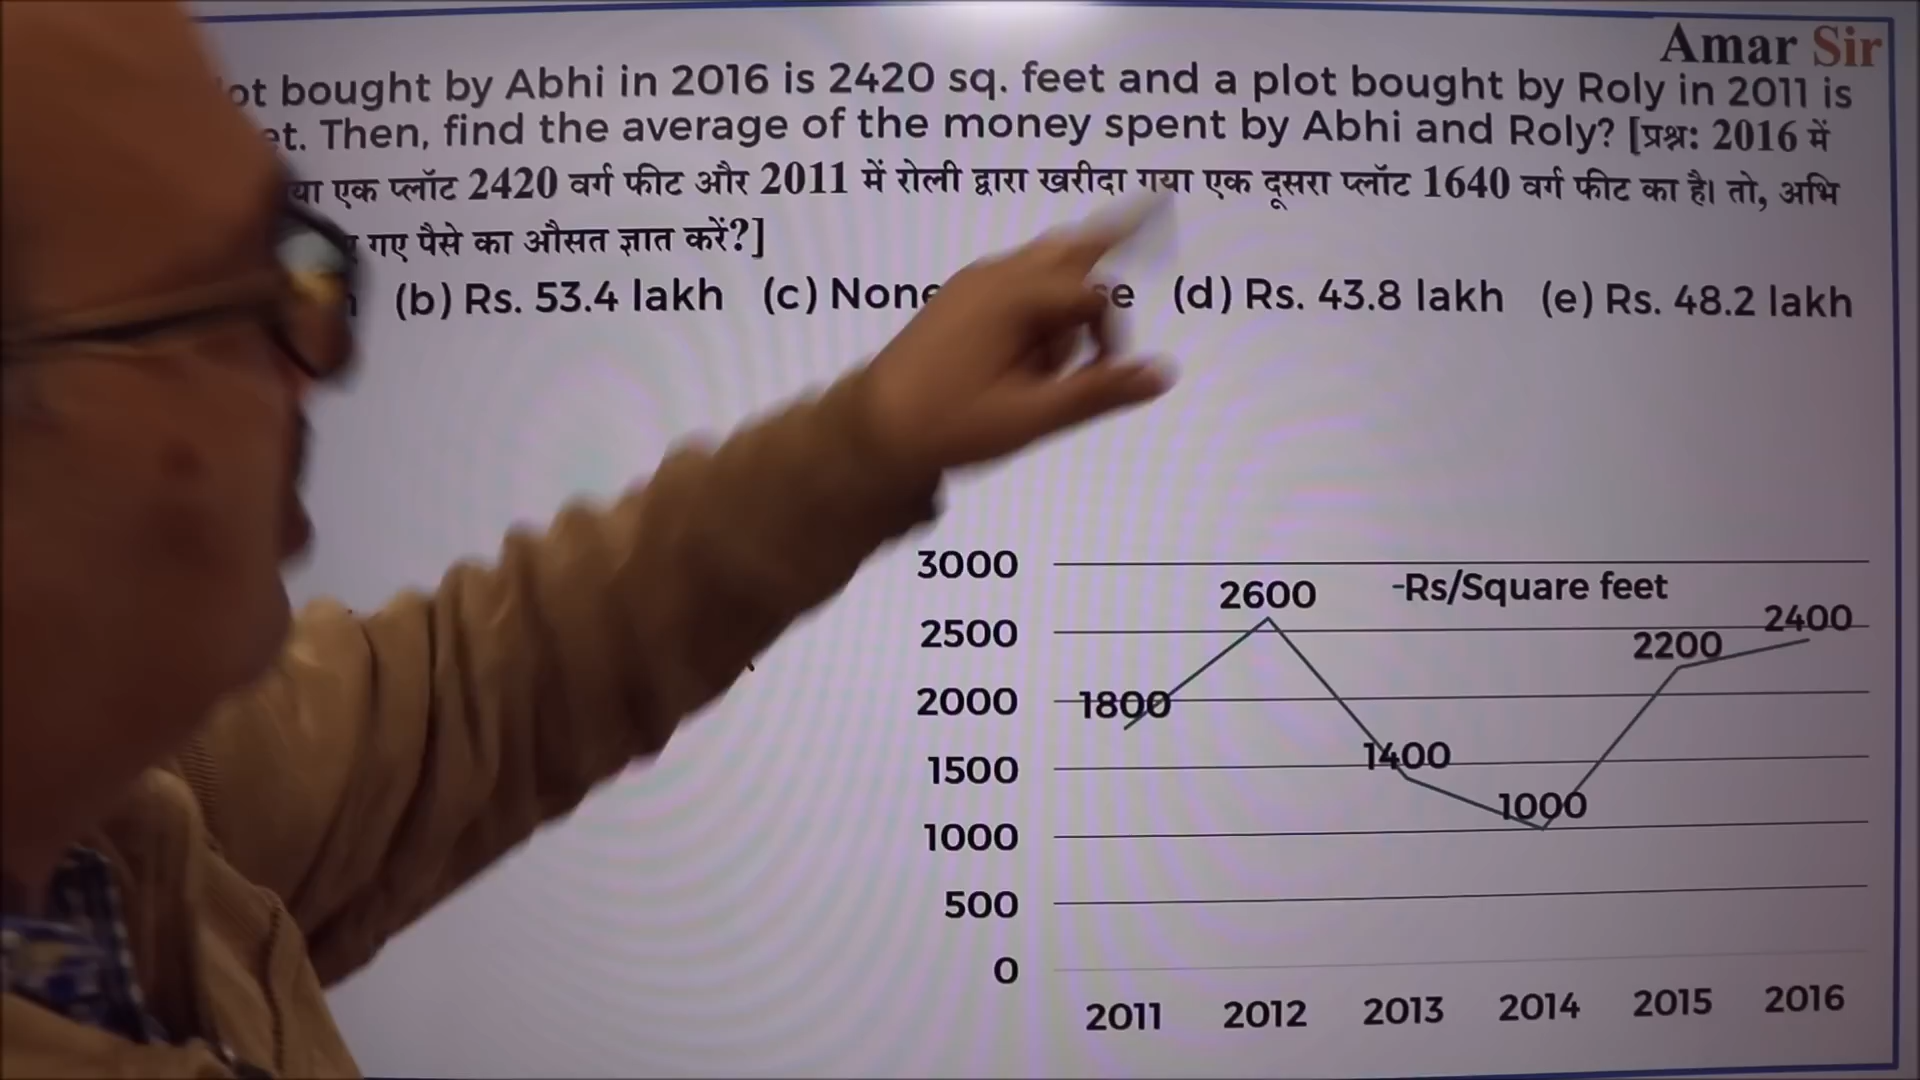 Amar Sir
bought by Abhi in 2016 is 2420 sq. feet and a plot bought by Roly in 2011 is
Then, find the average of the money spent by Abhi and Roly? [प्रश्न: 2016 में
एक प्लॉट 2420 वर्ग फीट और 2011 में रोली द्वारा खरीदा गया एक दूसरा प्लॉट 1640 वर्ग फीट का है। तो, अभि
गए पैसे का औसत ज्ञात करें?]
(b) Rs. 53.4 lakh (c) None (d) Rs. 43.8 lakh (e) Rs. 48.2 lakh
3000
2600 -Rs/Square feet
2500 2200 2400
2000 1800
1500 1400
1000 1000
500
0
2011 2012 2013 2014 2015 2016